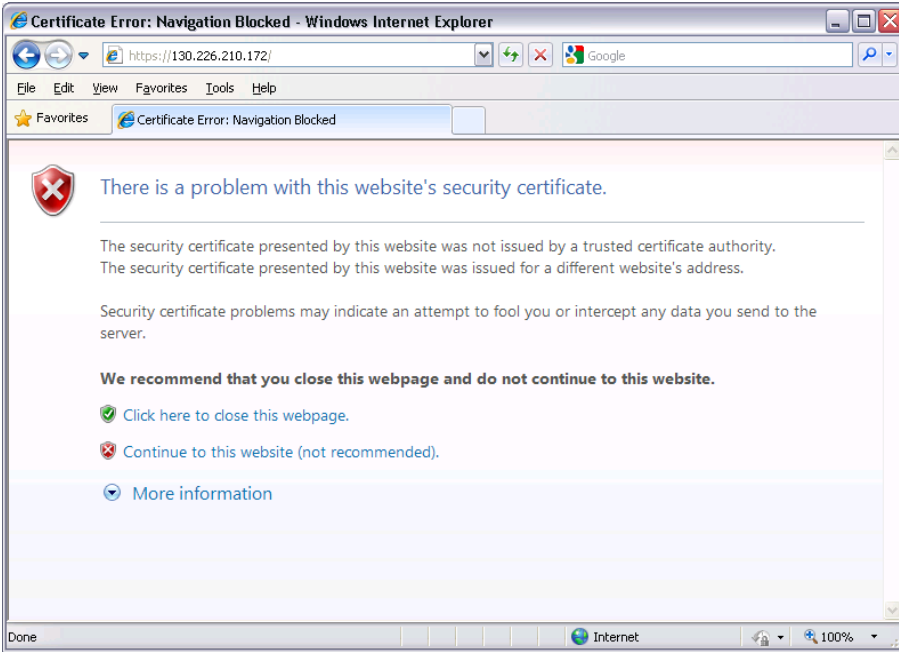 Certificate Error: Navigation Blocked - Windows Internet Explorer
https://130.226.210.172/
Google
File Edit View Favorites Tools Help
Favorites
Certificate Error: Navigation Blocked
There is a problem with this website's security certificate.
The security certificate presented by this website was not issued by a trusted certificate authority.
The security certificate presented by this website was issued for a different website's address.
Security certificate problems may indicate an attempt to fool you or intercept any data you send to the
server.
We recommend that you close this webpage and do not continue to this website.
Click here to close this webpage.
Continue to this website (not recommended).
More information
Done
Internet
100%